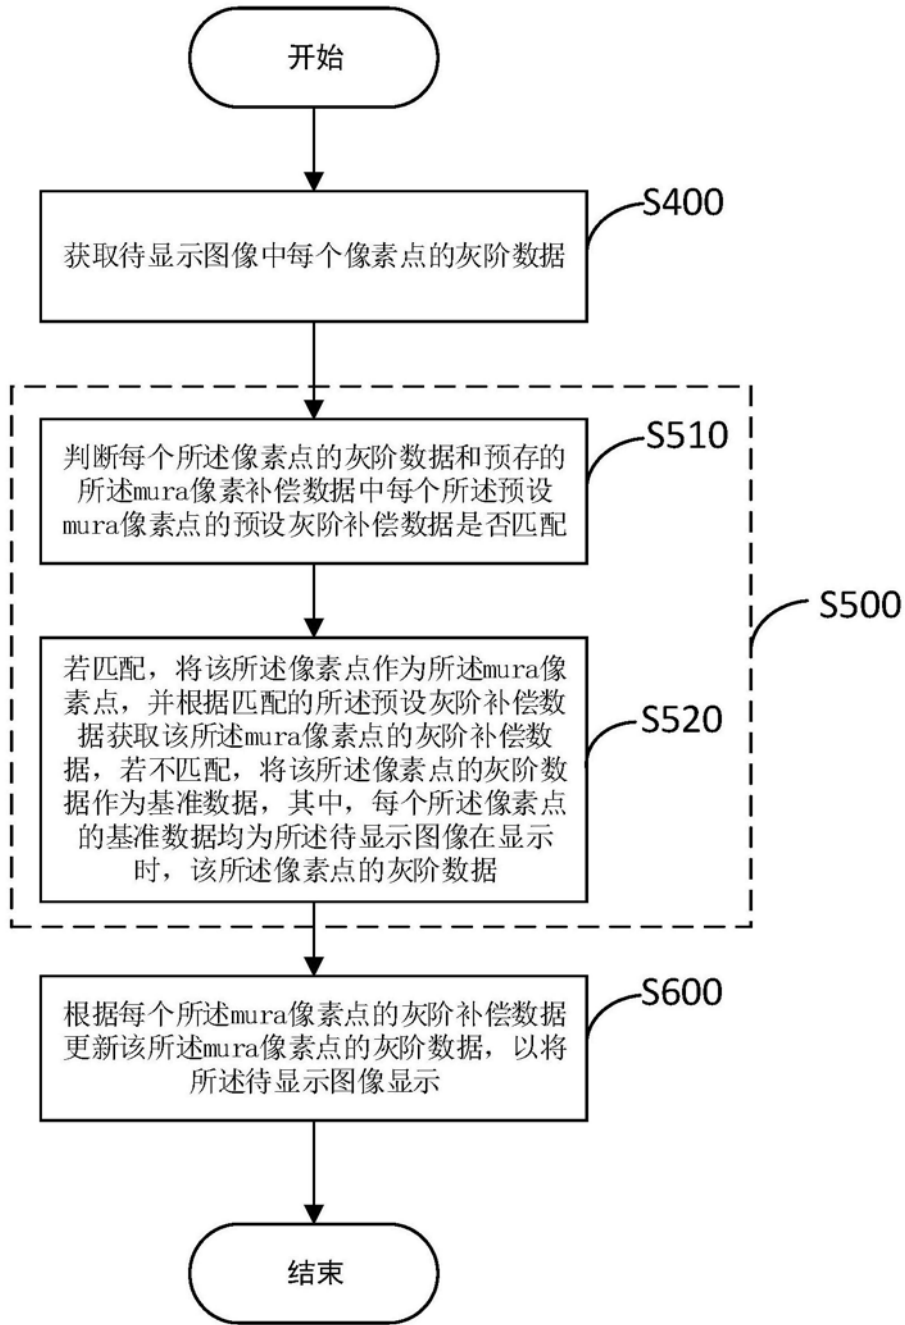 开始
S400
获取待显示图像中每个像素点的灰阶数据
S510
判断每个所述像素点的灰阶数据和预存的
所述mura像素补偿数据中每个所述预设
mura像素点的预设灰阶补偿数据是否匹配
S500
若匹配，将该所述像素点作为所述mura像
素点，并根据匹配的所述预设灰阶补偿数
据获取该所述mura像素点的灰阶补偿数
据，若不匹配，将该所述像素点的灰阶数
据作为基准数据，其中，每个所述像素点
的基准数据均为所述待显示图像在显示
时，该所述像素点的灰阶数据
S520
S600
根据每个所述mura像素点的灰阶补偿数据
更新该所述mura像素点的灰阶数据，以将
所述待显示图像显示
结束